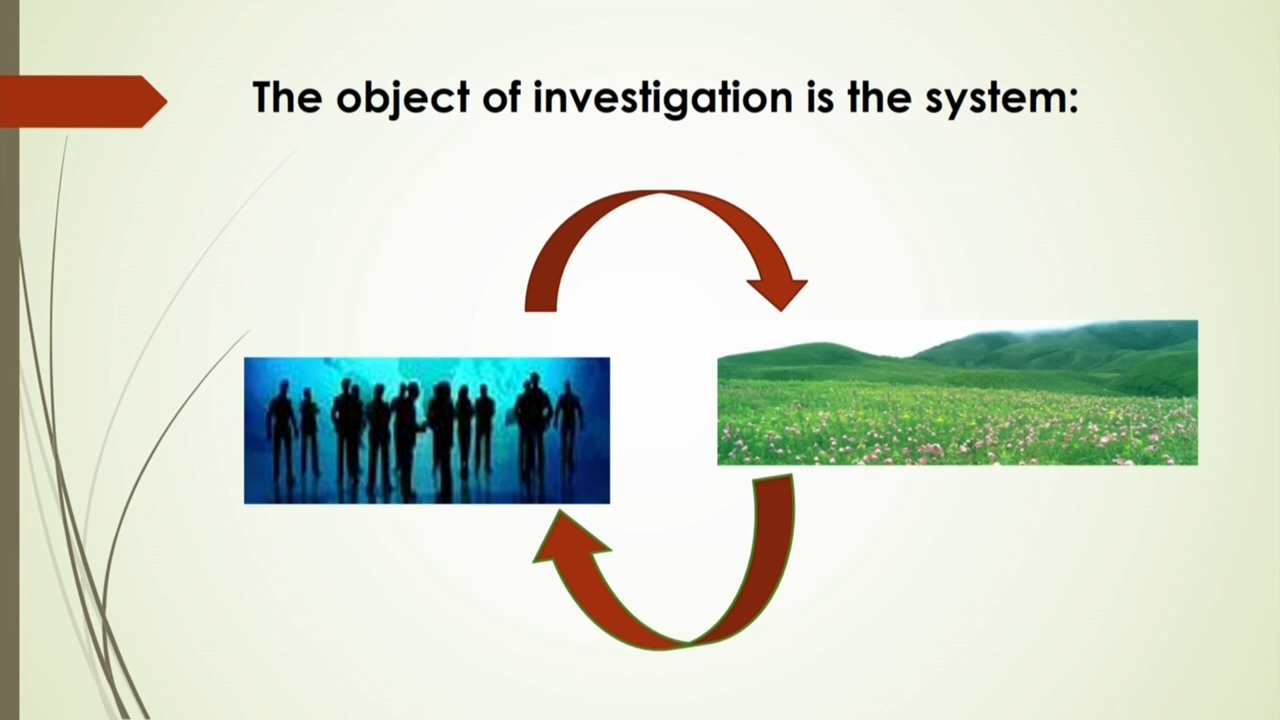 The object of investigation is the system: